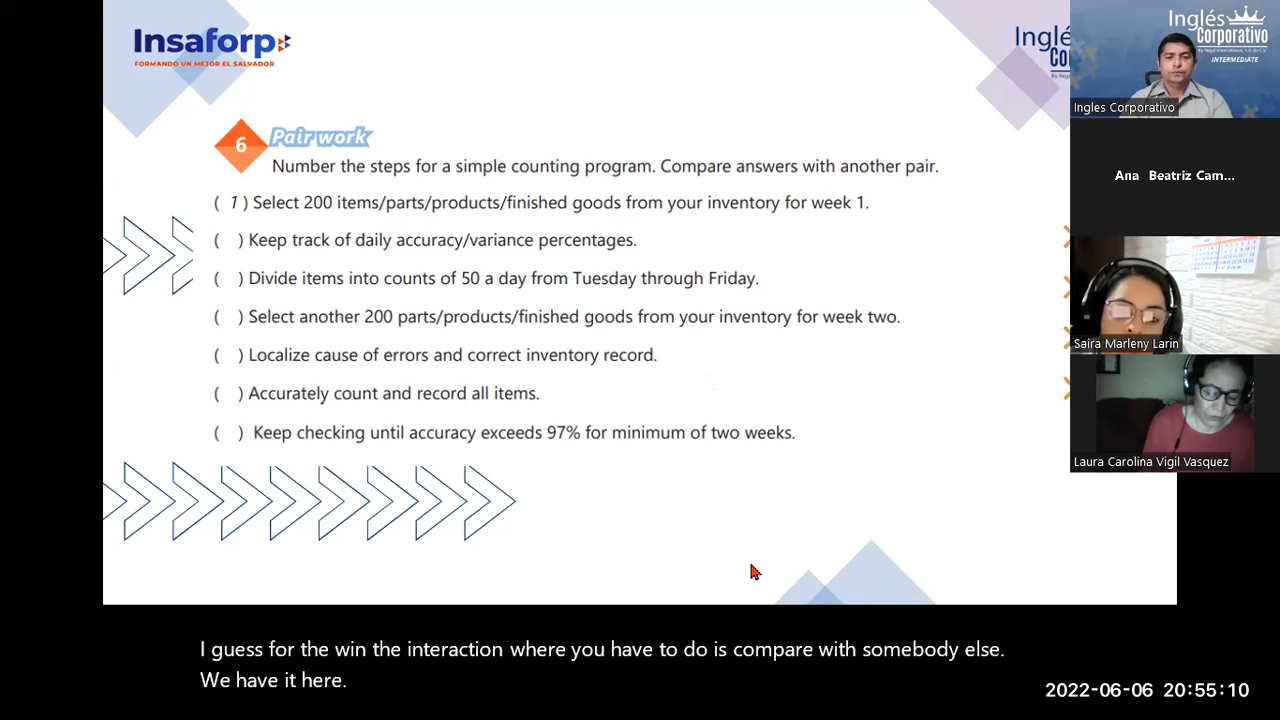 Insaforp
FORMANDO UN MEJOR EL SALVADOR
Inglés
Corporativo
By Regal International, S.A. de C.V.
INTERMEDIATE
Ingles Corporativo
Ana Beatriz Cam...
Saira Marleny Larin
Laura Carolina Vigil Vasquez
6 Pair work
Number the steps for a simple counting program. Compare answers with another pair.
( 1 ) Select 200 items/parts/products/finished goods from your inventory for week 1.
( ) Keep track of daily accuracy/variance percentages.
( ) Divide items into counts of 50 a day from Tuesday through Friday.
( ) Select another 200 parts/products/finished goods from your inventory for week two.
( ) Localize cause of errors and correct inventory record.
( ) Accurately count and record all items.
( ) Keep checking until accuracy exceeds 97% for minimum of two weeks.
I guess for the win the interaction where you have to do is compare with somebody else.
We have it here.
2022-06-06 20:55:10